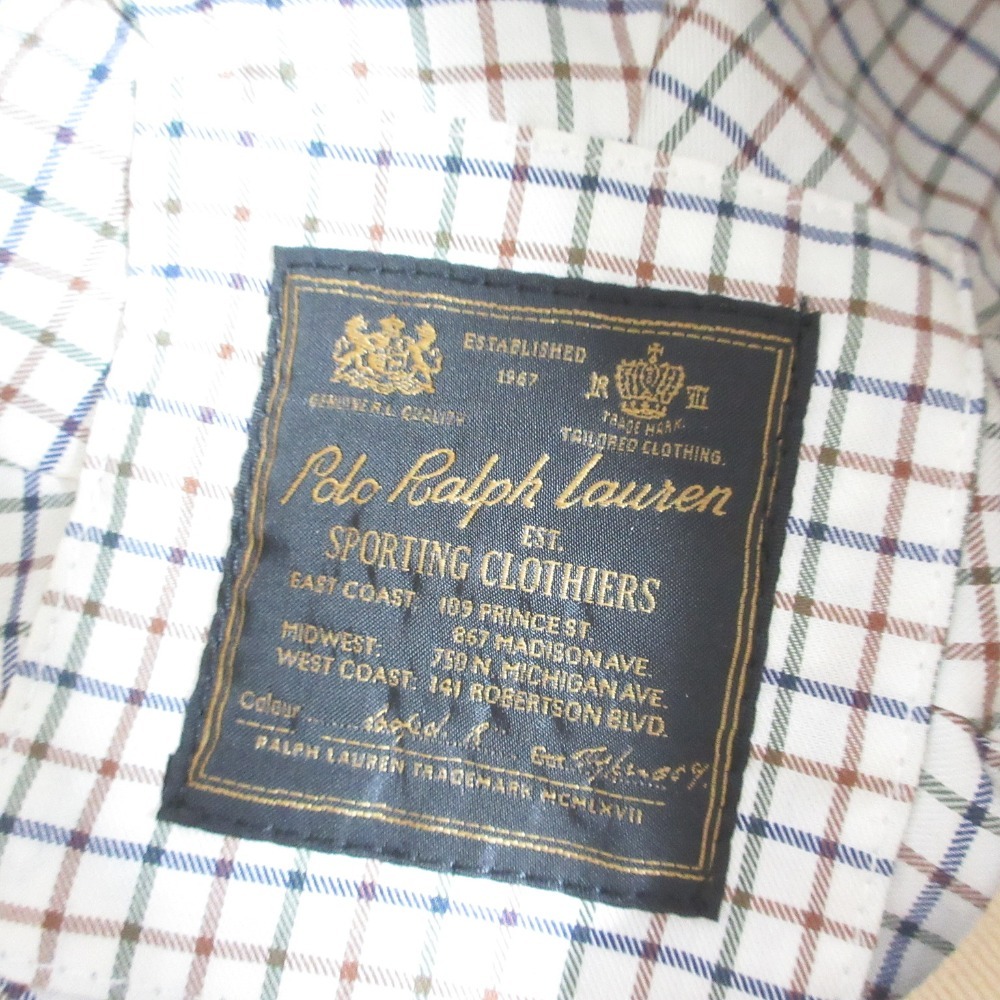 ESTABLISHED
1967
GENUINE R.L. QUALITY
R III
TRADE MARK.
TAILORED CLOTHING.
Polo Ralph Lauren
EST.
SPORTING CLOTHIERS
EAST COAST 109 PRINCE ST.
867 MADISON AVE.
MIDWEST: 750 N. MICHIGAN AVE.
WEST COAST: 141 ROBERTSON BLVD.
Colour
RALPH LAUREN TRADEMARK MCMLXVII